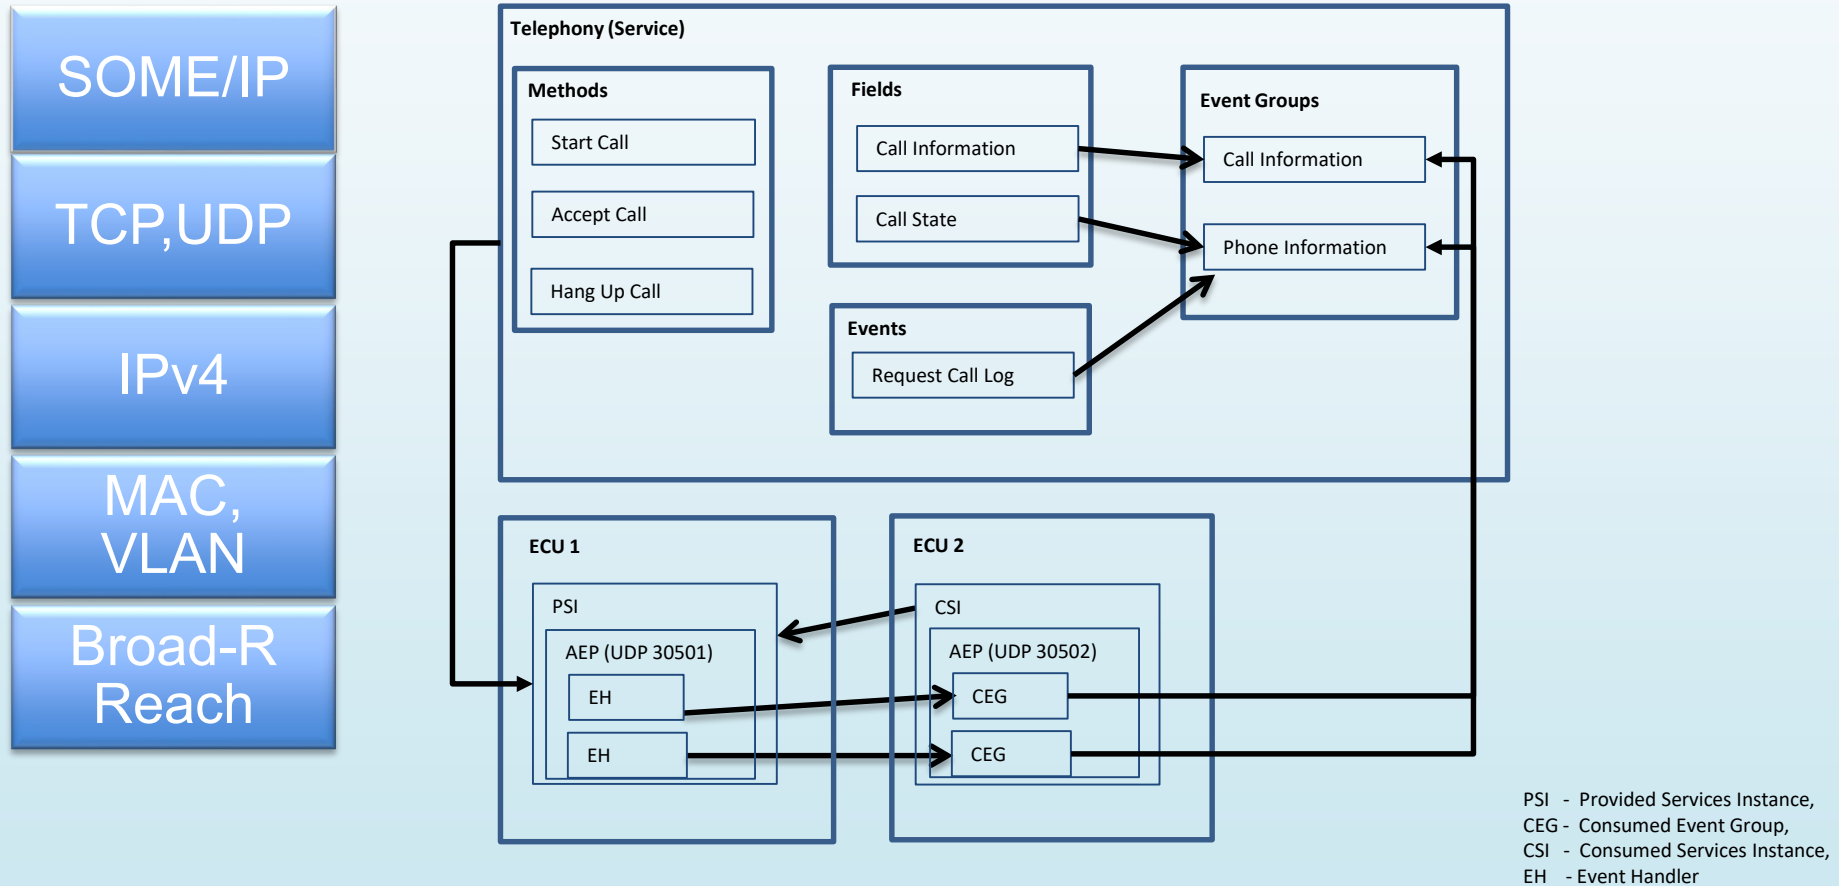 SOME/IP
TCP,UDP
IPv4
MAC,
VLAN
Broad-R
Reach
Telephony (Service)
Methods
Start Call
Accept Call
Hang Up Call
Fields
Call Information
Call State
Events
Request Call Log
Event Groups
Call Information
Phone Information
ECU 1
PSI
AEP (UDP 30501)
EH
EH
ECU 2
CSI
AEP (UDP 30502)
CEG
CEG
PSI - Provided Services Instance,
CEG - Consumed Event Group,
CSI - Consumed Services Instance,
EH - Event Handler